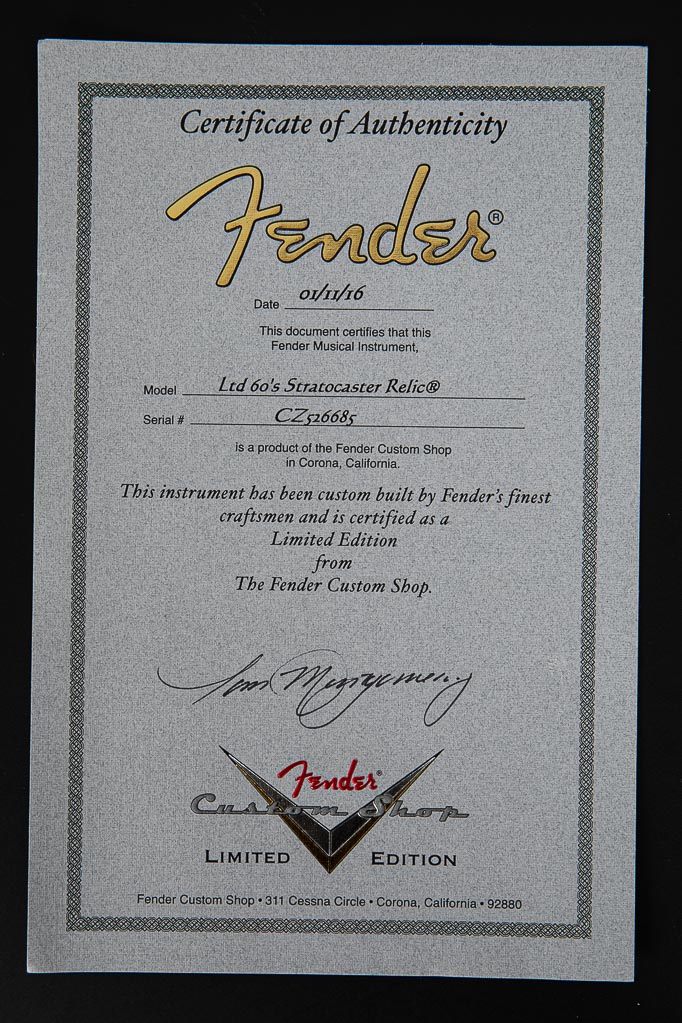 Certificate of Authenticity
Fender®
Date 01/11/16
This document certifies that this
Fender Musical Instrument,
Model Ltd 60's Stratocaster Relic®
Serial # CZ526685
is a product of the Fender Custom Shop
in Corona, California.
This instrument has been custom built by Fender's finest
craftsmen and is certified as a
Limited Edition
from
The Fender Custom Shop.
Tom Montgomery
Fender®
Custom Shop
LIMITED EDITION
Fender Custom Shop • 311 Cessna Circle • Corona, California • 92880